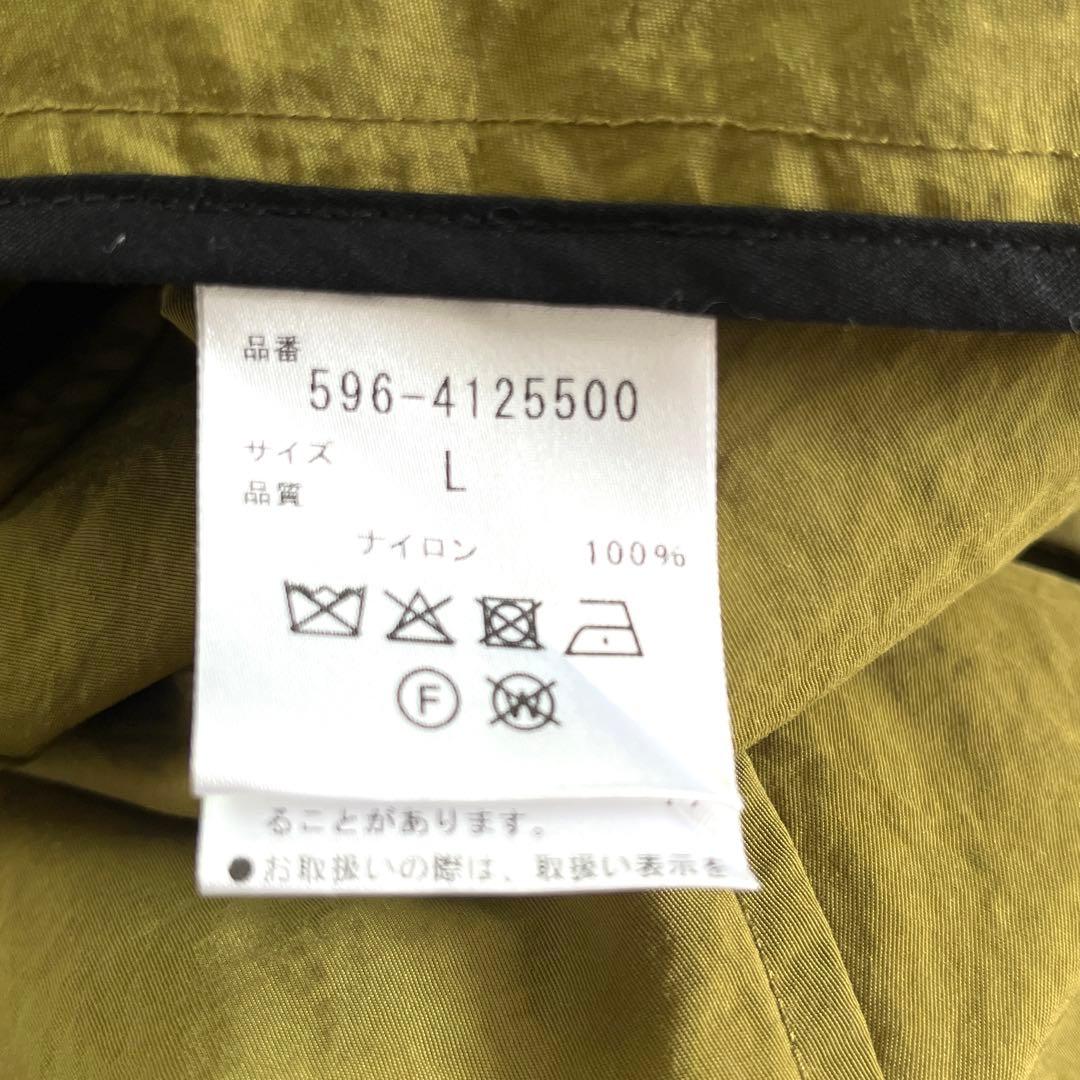 品番
596-4125500
サイズ L
品質
ナイロン 100%
F W
ることがあります。
●お取扱いの際は、取扱い表示を